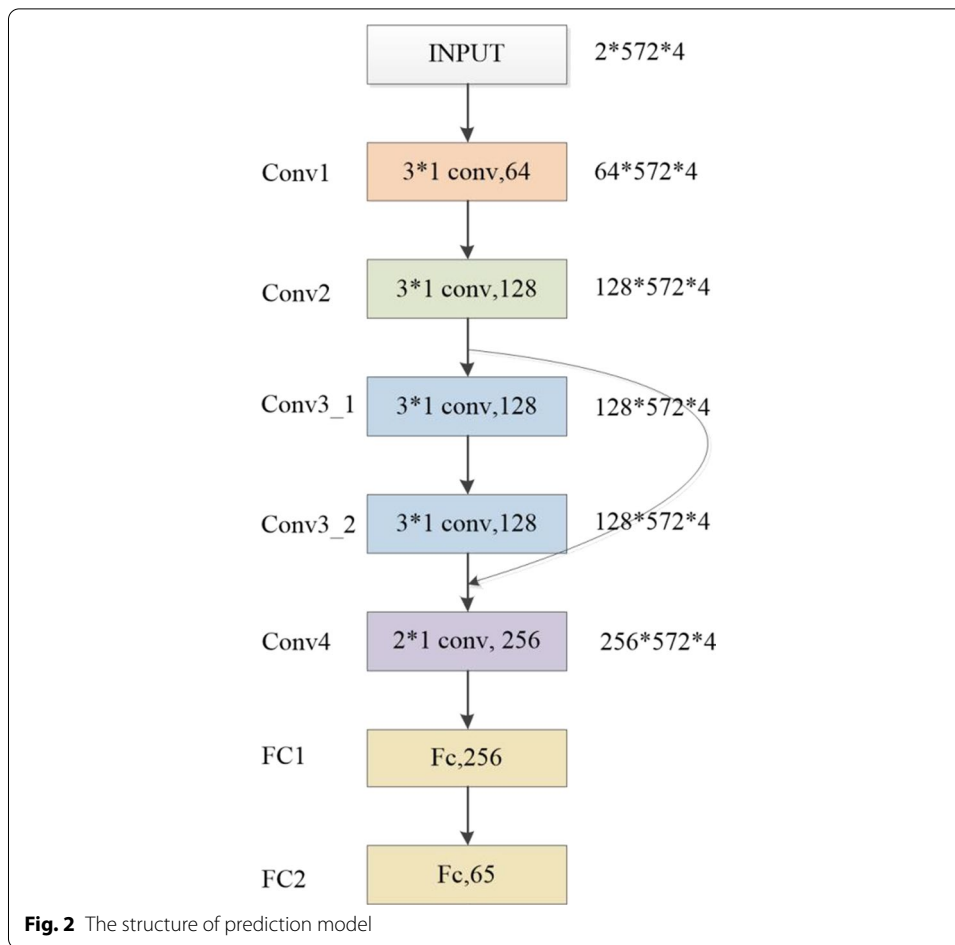 INPUT 2*572*4
Conv1 3*1 conv,64 64*572*4
Conv2 3*1 conv,128 128*572*4
Conv3_1 3*1 conv,128 128*572*4
Conv3_2 3*1 conv,128 128*572*4
Conv4 2*1 conv, 256 256*572*4
FC1 Fc,256
FC2 Fc,65
Fig. 2 The structure of prediction model